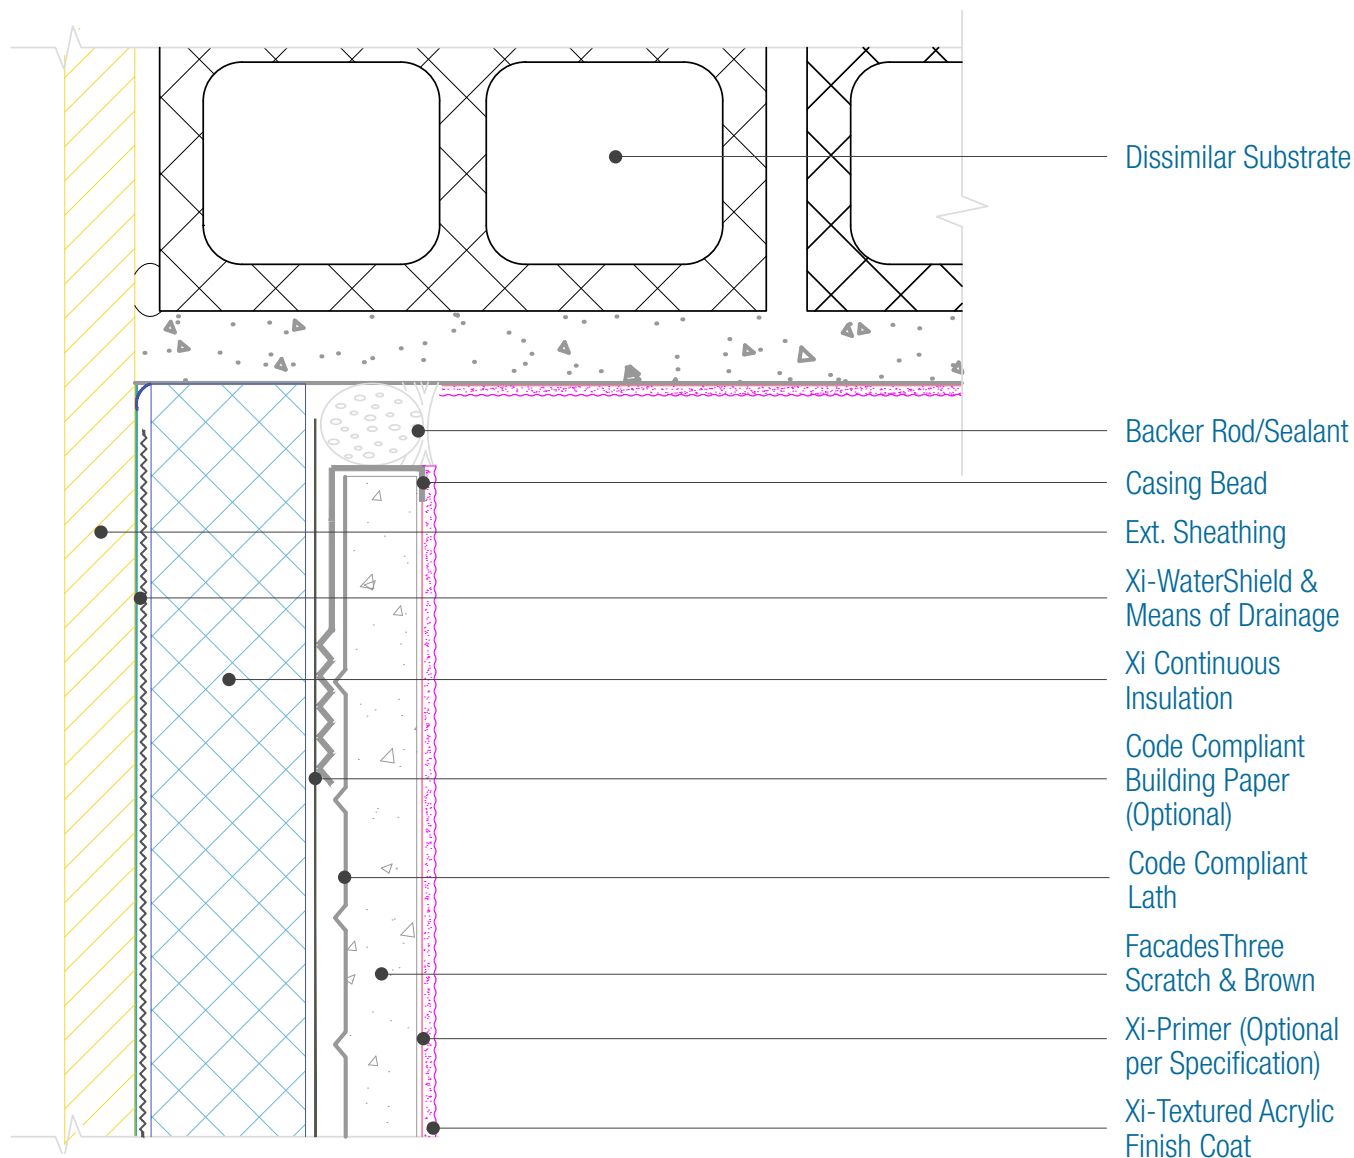 Dissimilar Substrate
Backer Rod/Sealant
Casing Bead
Ext. Sheathing
Xi-WaterShield &
Means of Drainage
Xi Continuous
Insulation
Code Compliant
Building Paper
(Optional)
Code Compliant
Lath
FacadesThree
Scratch & Brown
Xi-Primer (Optional
per Specification)
Xi-Textured Acrylic
Finish Coat